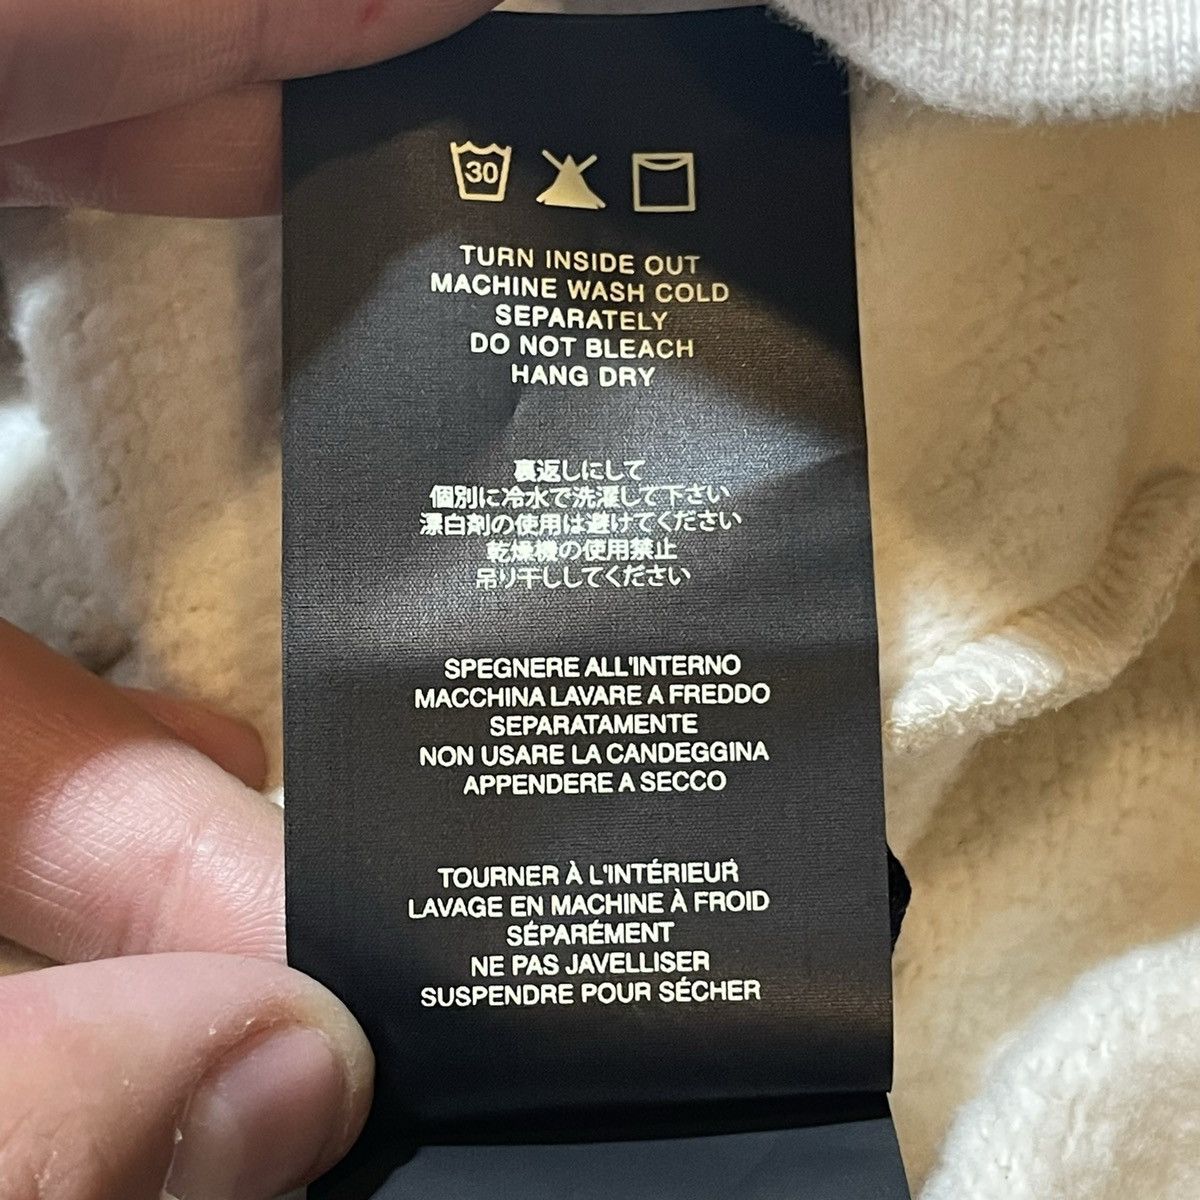 30
TURN INSIDE OUT
MACHINE WASH COLD
SEPARATELY
DO NOT BLEACH
HANG DRY
裏返しにして
個別に冷水で洗濯して下さい
漂白剤の使用は避けてください
乾燥機の使用禁止
吊り干ししてください
SPEGNERE ALL'INTERNO
MACCHINA LAVARE A FREDDO
SEPARATAMENTE
NON USARE LA CANDEGGINA
APPENDERE A SECCO
TOURNER À L'INTÉRIEUR
LAVAGE EN MACHINE À FROID
SÉPARÉMENT
NE PAS JAVELLISER
SUSPENDRE POUR SÉCHER